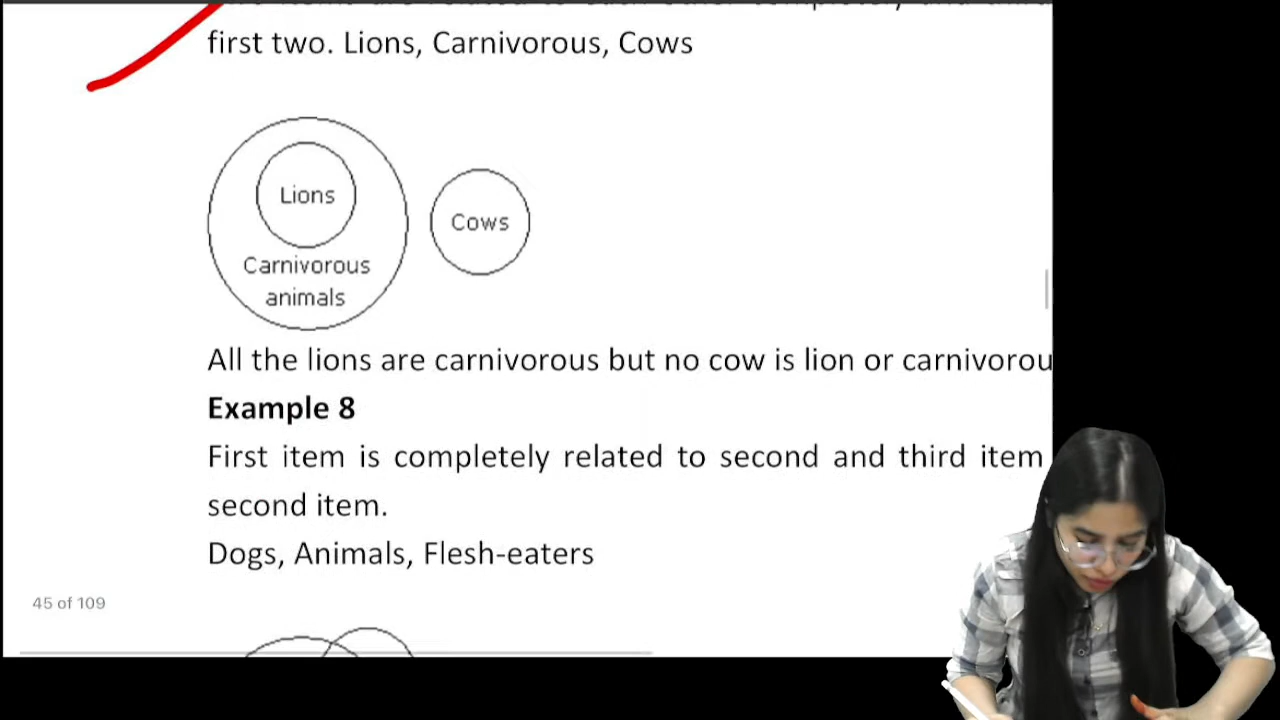 first two. Lions, Carnivorous, Cows
Lions
Cows
Carnivorous
animals
All the lions are carnivorous but no cow is lion or carnivorou
Example 8
First item is completely related to second and third item
second item.
Dogs, Animals, Flesh-eaters
45 of 109